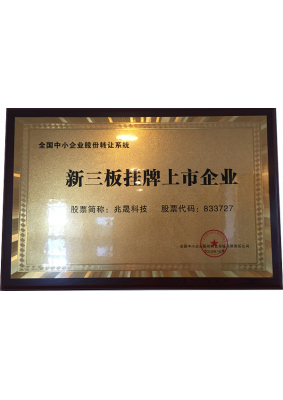 全国中小企业股份转让系统
新三板挂牌上市企业
股票简称：兆晟科技 股票代码：833727